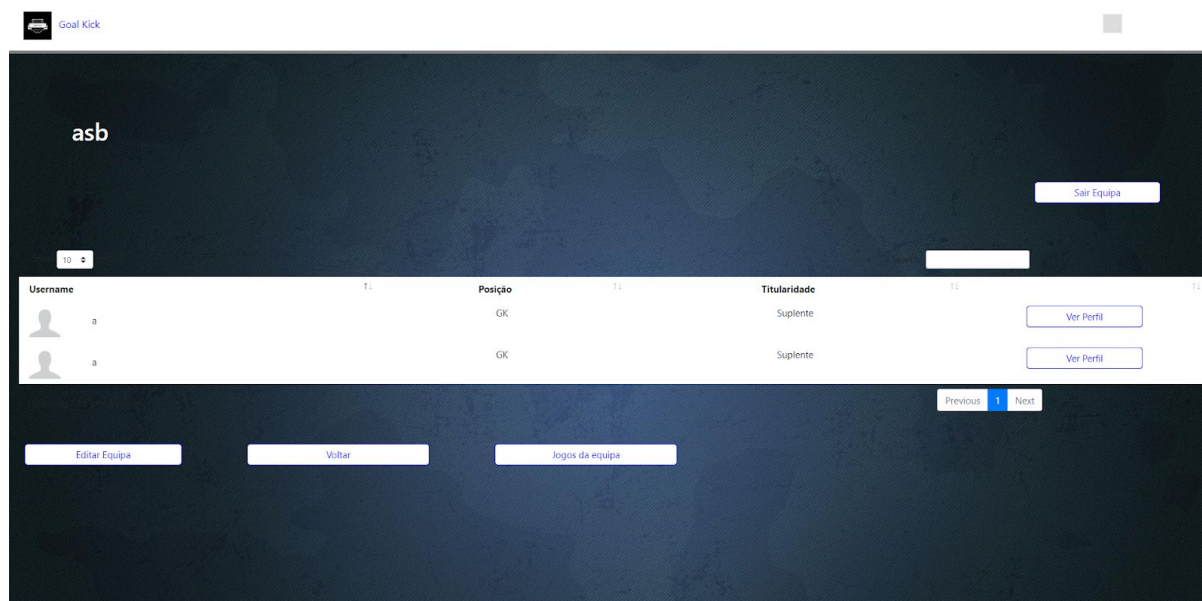 Goal Kick
asb
Sair Equipa
10
Username Posição Titularidade
a GK Suplente Ver Perfil
a GK Suplente Ver Perfil
Previous 1 Next
Editar Equipa Voltar Jogos da equipa